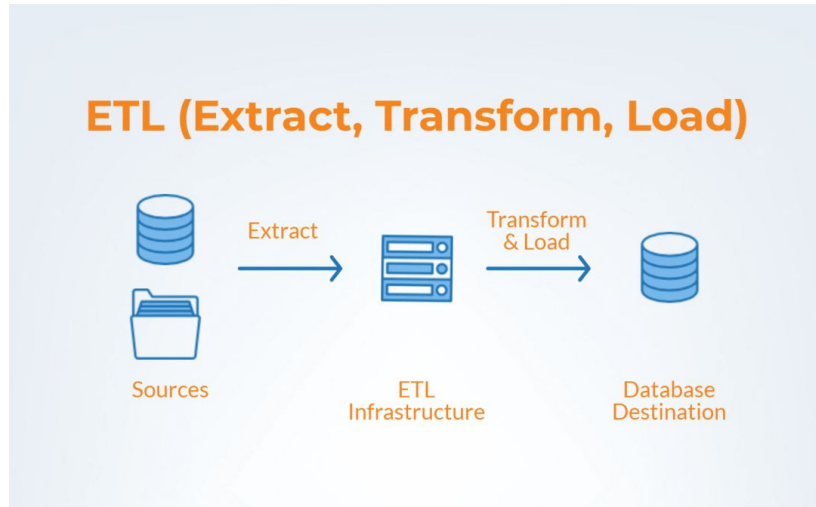 ETL (Extract, Transform, Load)
Extract
Transform
& Load
Sources
ETL
Infrastructure
Database
Destination